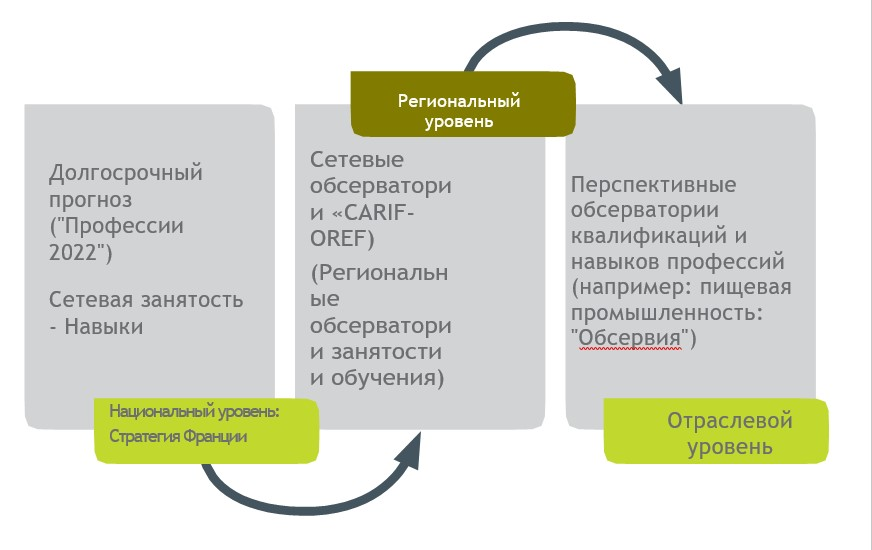 Долгосрочный
прогноз
("Профессии
2022")
Сетевая занятость
- Навыки
Национальный уровень:
Стратегия Франции
Региональный
уровень
Сетевые
обсерватори
и «CARIF-
OREF)
(Региональн
ые
обсерватори
и занятости
и обучения)
Перспективные
обсерватории
квалификаций и
навыков профессий
(например: пищевая
промышленность:
"Обсервия")
Отраслевой
уровень